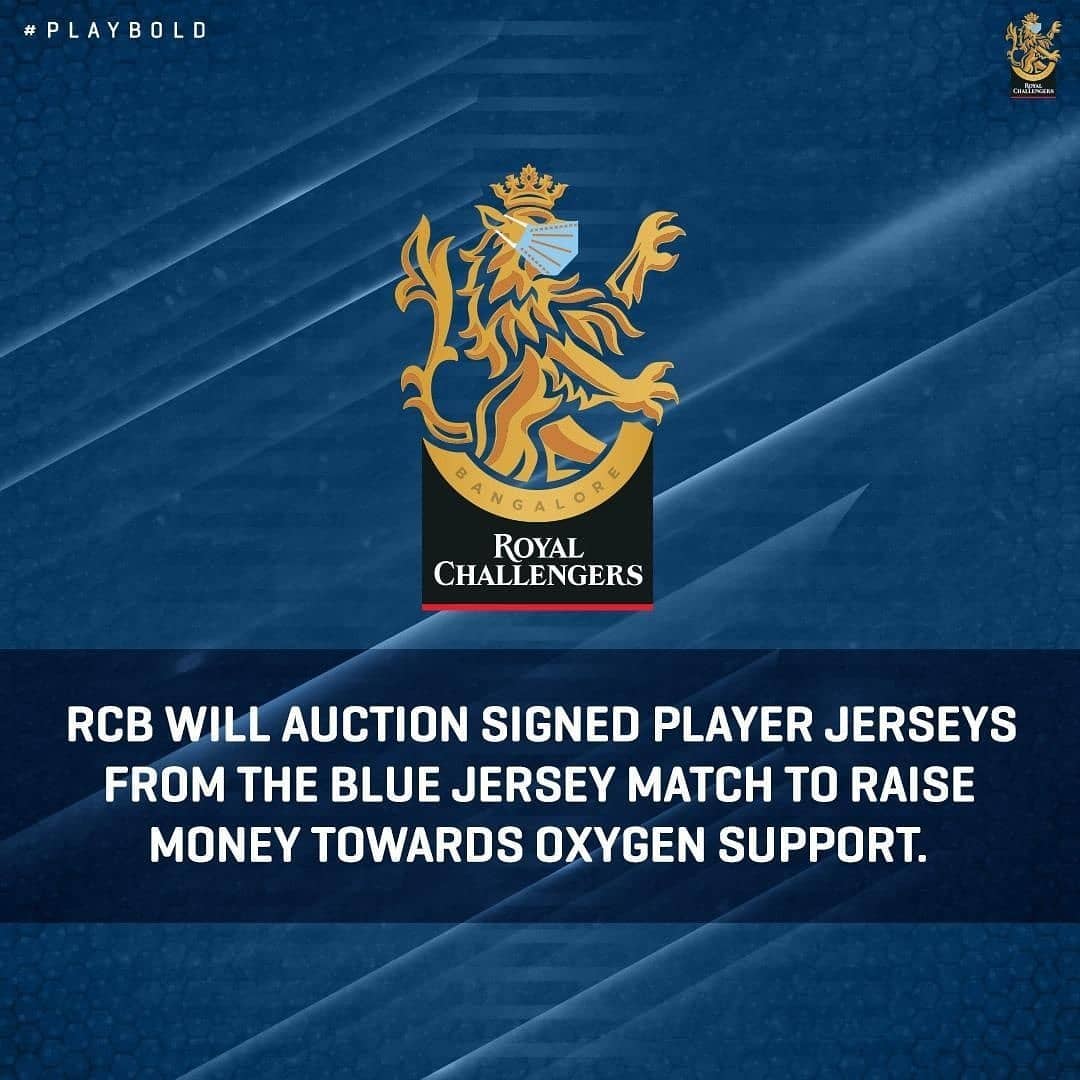 #PLAYBOLD
ROYAL
CHALLENGERS
BANGALORE
ROYAL
CHALLENGERS
RCB WILL AUCTION SIGNED PLAYER JERSEYS
FROM THE BLUE JERSEY MATCH TO RAISE
MONEY TOWARDS OXYGEN SUPPORT.